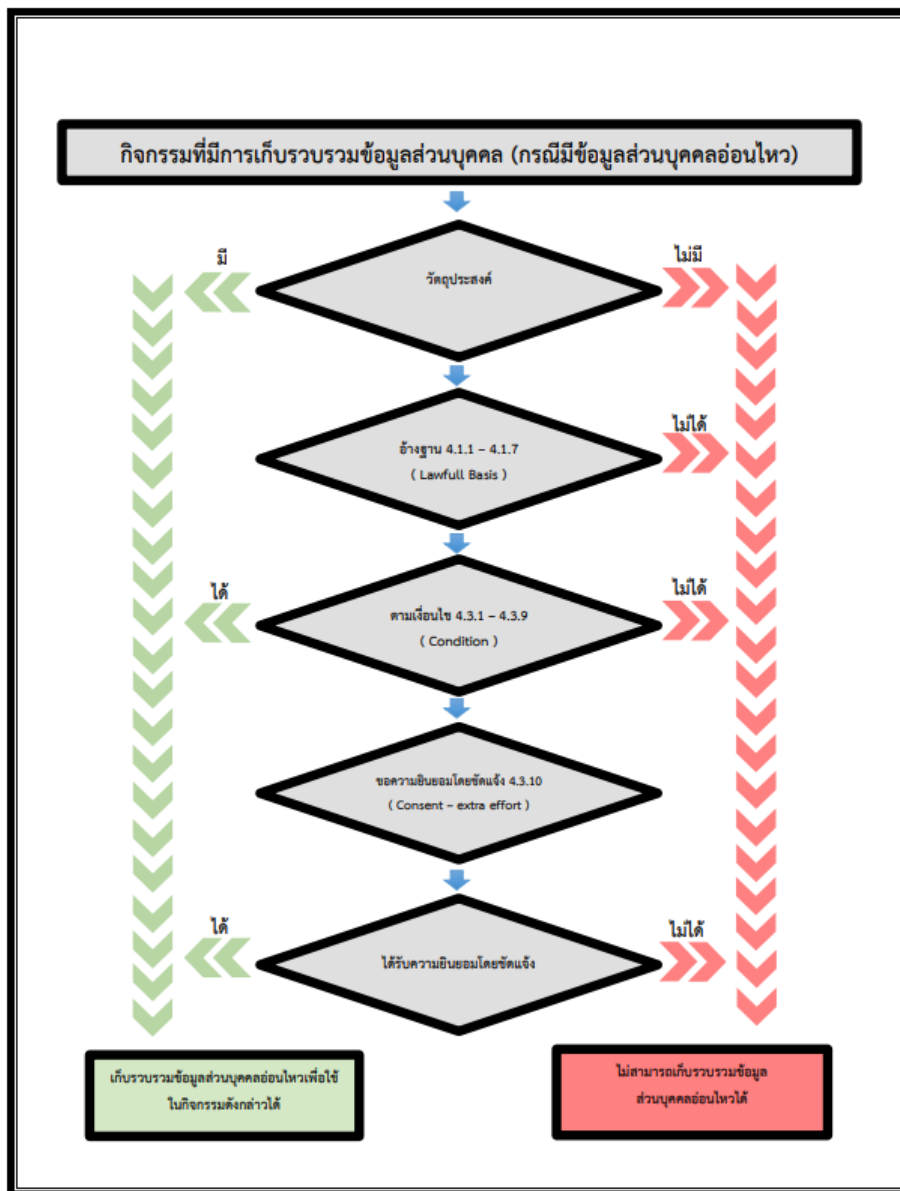 กิจกรรมที่มีการเก็บรวบรวมข้อมูลส่วนบุคคล (กรณีมีข้อมูลส่วนบุคคลอ่อนไหว)
มี
ไม่มี
วัตถุประสงค์
ไม่ได้
อ้างฐาน 4.1.1 – 4.1.7
( Lawfull Basis )
ได้
ไม่ได้
ตามเงื่อนไข 4.3.1 – 4.3.9
( Condition )
ขอความยินยอมโดยชัดแจ้ง 4.3.10
( Consent – extra effort )
ได้
ไม่ได้
ได้รับความยินยอมโดยชัดแจ้ง
เก็บรวบรวมข้อมูลส่วนบุคคลอ่อนไหวเพื่อใช้
ในกิจกรรมดังกล่าวได้
ไม่สามารถเก็บรวบรวมข้อมูล
ส่วนบุคคลอ่อนไหวได้